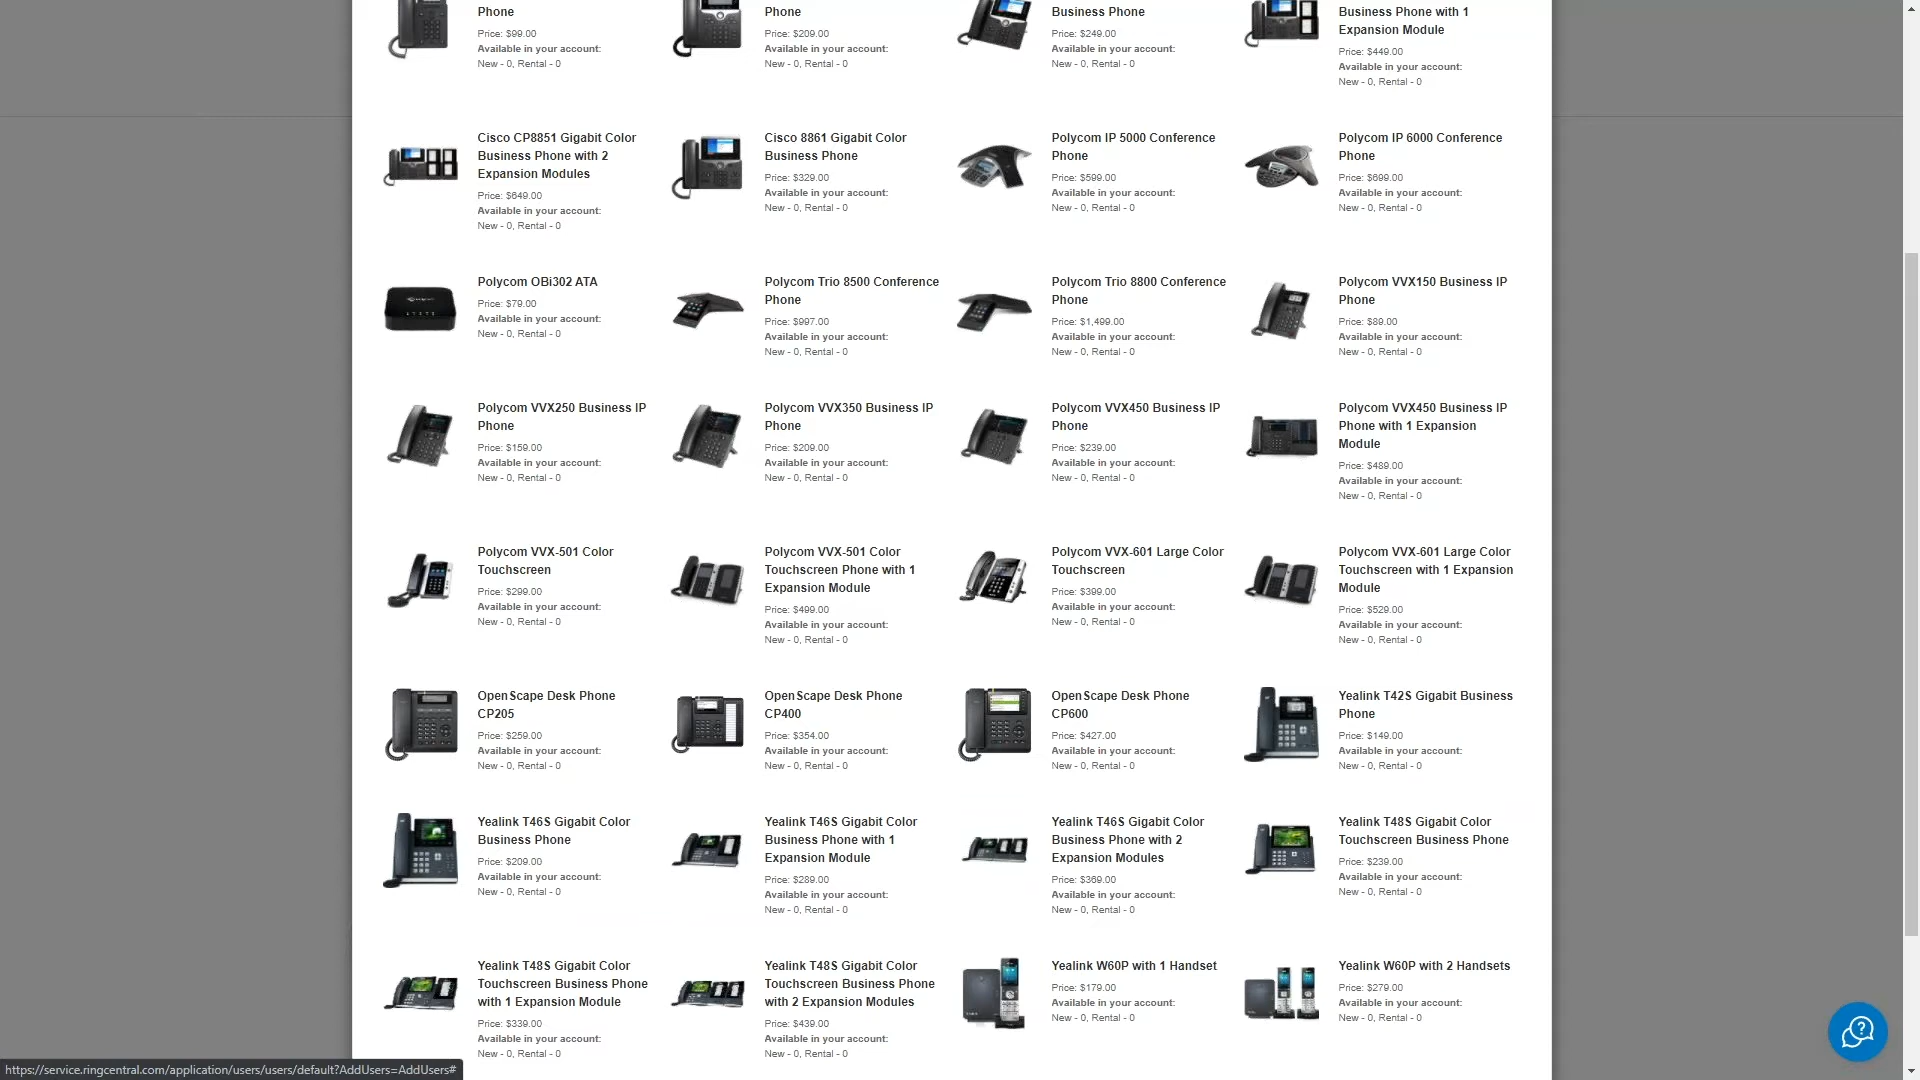 Phone
Price: $99.00
Available in your account:
New - 0, Rental - 0
Phone
Price: $209.00
Available in your account:
New - 0, Rental - 0
Business Phone
Price: $249.00
Available in your account:
New - 0, Rental - 0
Business Phone with 1
Expansion Module
Price: $449.00
Available in your account:
New - 0, Rental - 0
Cisco CP8851 Gigabit Color
Business Phone with 2
Expansion Modules
Price: $649.00
Available in your account:
New - 0, Rental - 0
Cisco 8861 Gigabit Color
Business Phone
Price: $329.00
Available in your account:
New - 0, Rental - 0
Polycom IP 5000 Conference
Phone
Price: $599.00
Available in your account:
New - 0, Rental - 0
Polycom IP 6000 Conference
Phone
Price: $699.00
Available in your account:
New - 0, Rental - 0
Polycom OBi302 ATA
Price: $79.00
Available in your account:
New - 0, Rental - 0
Polycom Trio 8500 Conference
Phone
Price: $997.00
Available in your account:
New - 0, Rental - 0
Polycom Trio 8800 Conference
Phone
Price: $1,499.00
Available in your account:
New - 0, Rental - 0
Polycom VVX150 Business IP
Phone
Price: $89.00
Available in your account:
New - 0, Rental - 0
Polycom VVX250 Business IP
Phone
Price: $159.00
Available in your account:
New - 0, Rental - 0
Polycom VVX350 Business IP
Phone
Price: $209.00
Available in your account:
New - 0, Rental - 0
Polycom VVX450 Business IP
Phone
Price: $239.00
Available in your account:
New - 0, Rental - 0
Polycom VVX450 Business IP
Phone with 1 Expansion
Module
Price: $489.00
Available in your account:
New - 0, Rental - 0
Polycom VVX-501 Color
Touchscreen
Price: $299.00
Available in your account:
New - 0, Rental - 0
Polycom VVX-501 Color
Touchscreen Phone with 1
Expansion Module
Price: $499.00
Available in your account:
New - 0, Rental - 0
Polycom VVX-601 Large Color
Touchscreen
Price: $399.00
Available in your account:
New - 0, Rental - 0
Polycom VVX-601 Large Color
Touchscreen with 1 Expansion
Module
Price: $529.00
Available in your account:
New - 0, Rental - 0
OpenScape Desk Phone
CP205
Price: $259.00
Available in your account:
New - 0, Rental - 0
OpenScape Desk Phone
CP400
Price: $354.00
Available in your account:
New - 0, Rental - 0
OpenScape Desk Phone
CP600
Price: $427.00
Available in your account:
New - 0, Rental - 0
Yealink T42S Gigabit Business
Phone
Price: $149.00
Available in your account:
New - 0, Rental - 0
Yealink T46S Gigabit Color
Business Phone
Price: $209.00
Available in your account:
New - 0, Rental - 0
Yealink T46S Gigabit Color
Business Phone with 1
Expansion Module
Price: $289.00
Available in your account:
New - 0, Rental - 0
Yealink T46S Gigabit Color
Business Phone with 2
Expansion Modules
Price: $369.00
Available in your account:
New - 0, Rental - 0
Yealink T48S Gigabit Color
Touchscreen Business Phone
Price: $239.00
Available in your account:
New - 0, Rental - 0
Yealink T48S Gigabit Color
Touchscreen Business Phone
with 1 Expansion Module
Price: $339.00
Available in your account:
New - 0, Rental - 0
Yealink T48S Gigabit Color
Touchscreen Business Phone
with 2 Expansion Modules
Price: $439.00
Available in your account:
New - 0, Rental - 0
Yealink W60P with 1 Handset
Price: $179.00
Available in your account:
New - 0, Rental - 0
Yealink W60P with 2 Handsets
Price: $279.00
Available in your account:
New - 0, Rental - 0
https://service.ringcentral.com/application/users/users/default?AddUsers=AddUsers#